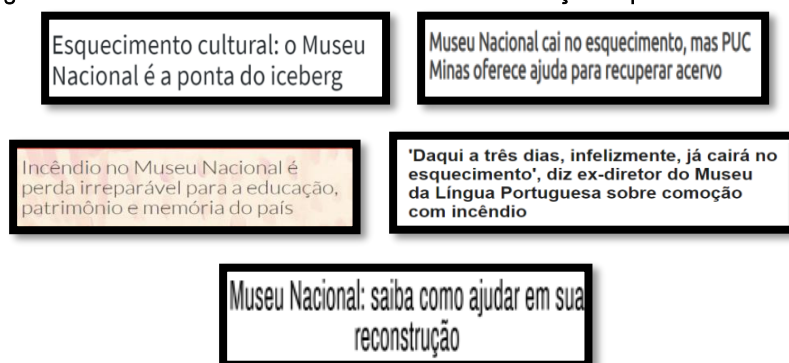 Esquecimento cultural: o Museu
Nacional é a ponta do iceberg
Museu Nacional cai no esquecimento, mas PUC
Minas oferece ajuda para recuperar acervo
Incêndio no Museu Nacional é
perda irreparável para a educação,
patrimônio e memória do país
'Daqui a três dias, infelizmente, já cairá no
esquecimento', diz ex-diretor do Museu
da Língua Portuguesa sobre comoção
com incêndio
Museu Nacional: saiba como ajudar em sua
reconstrução